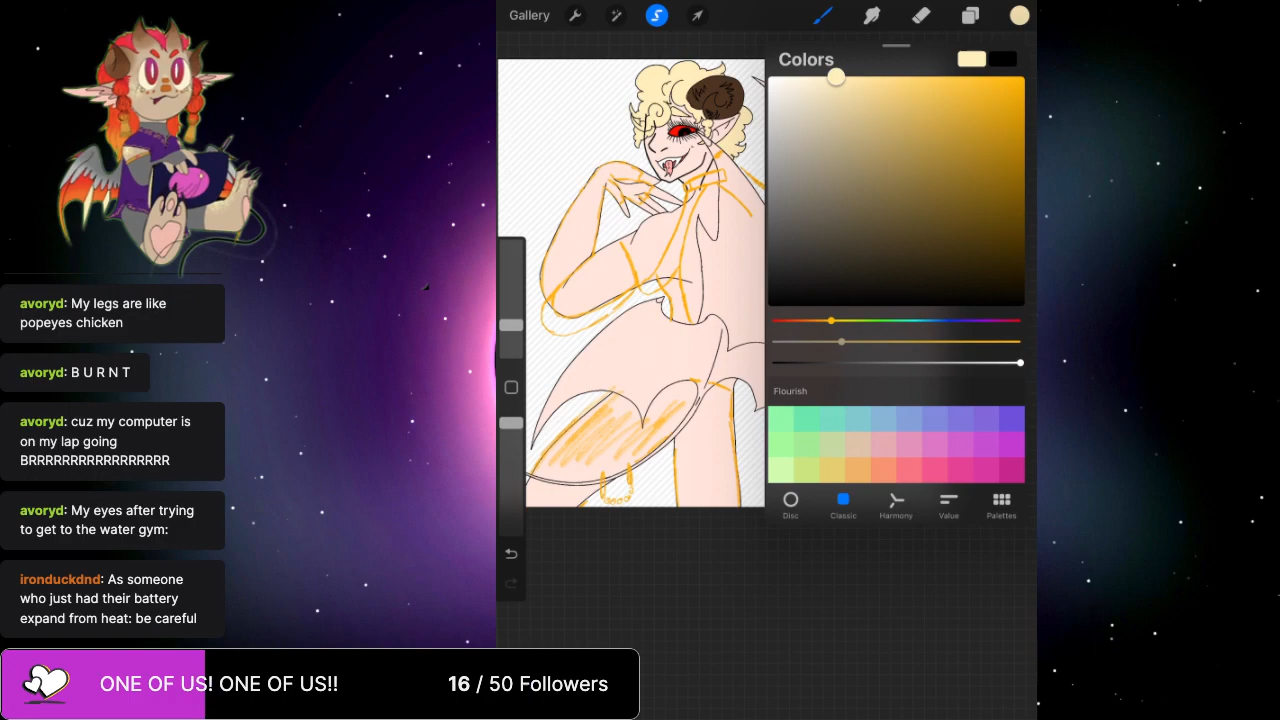 Gallery
S
Colors
avoryd: My legs are like
popeyes chicken
avoryd: B U R N T
avoryd: cuz my computer is
on my lap going
BRRRRRRRRRRRRRRRRR
avoryd: My eyes after trying
to get to the water gym:
ironduckdnd: As someone
who just had their battery
expand from heat: be careful
Flourish
Disc Classic Harmony Value Palettes
ONE OF US! ONE OF US!! 16 / 50 Followers